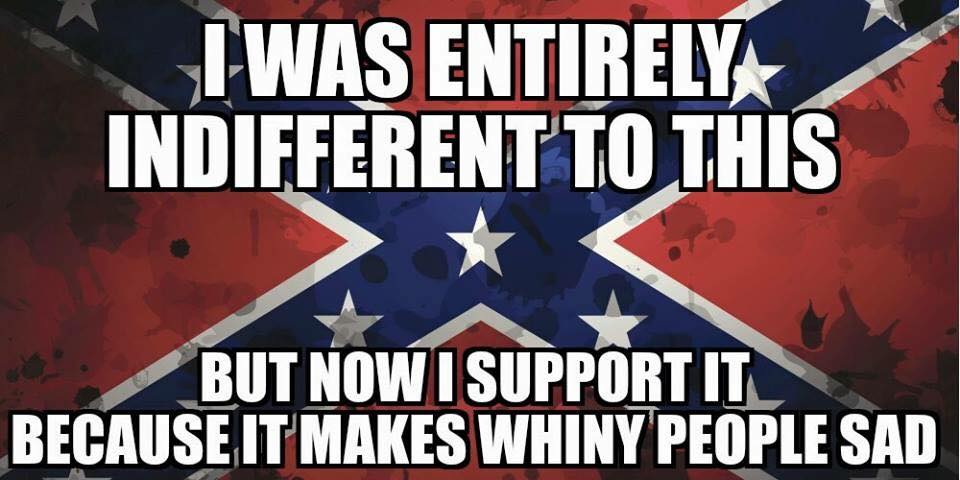 I WAS ENTIRELY
INDIFFERENT TO THIS
BUT NOW I SUPPORT IT
BECAUSE IT MAKES WHINY PEOPLE SAD